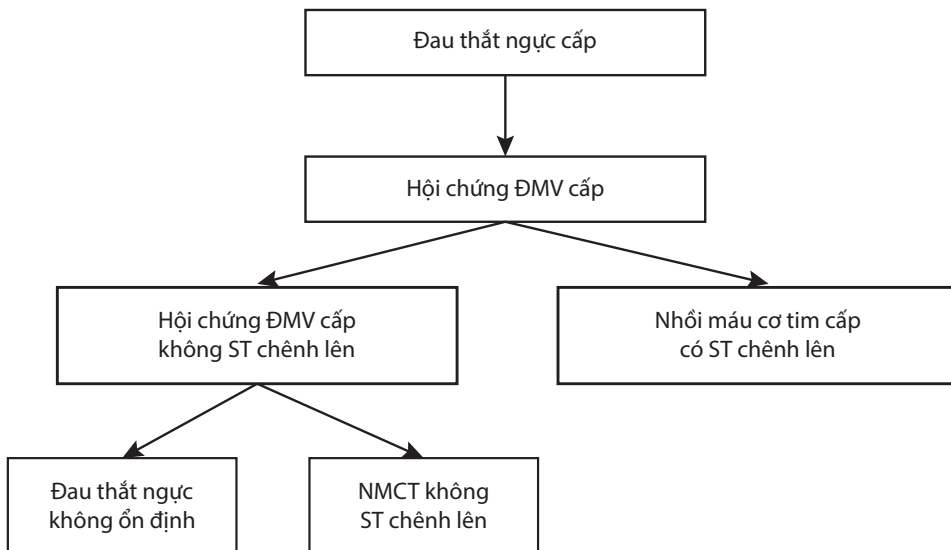 Đau thắt ngực cấp
Hội chứng ĐMV cấp
Hội chứng ĐMV cấp
không ST chênh lên
Nhồi máu cơ tim cấp
có ST chênh lên
Đau thắt ngực
không ổn định
NMCT không
ST chênh lên